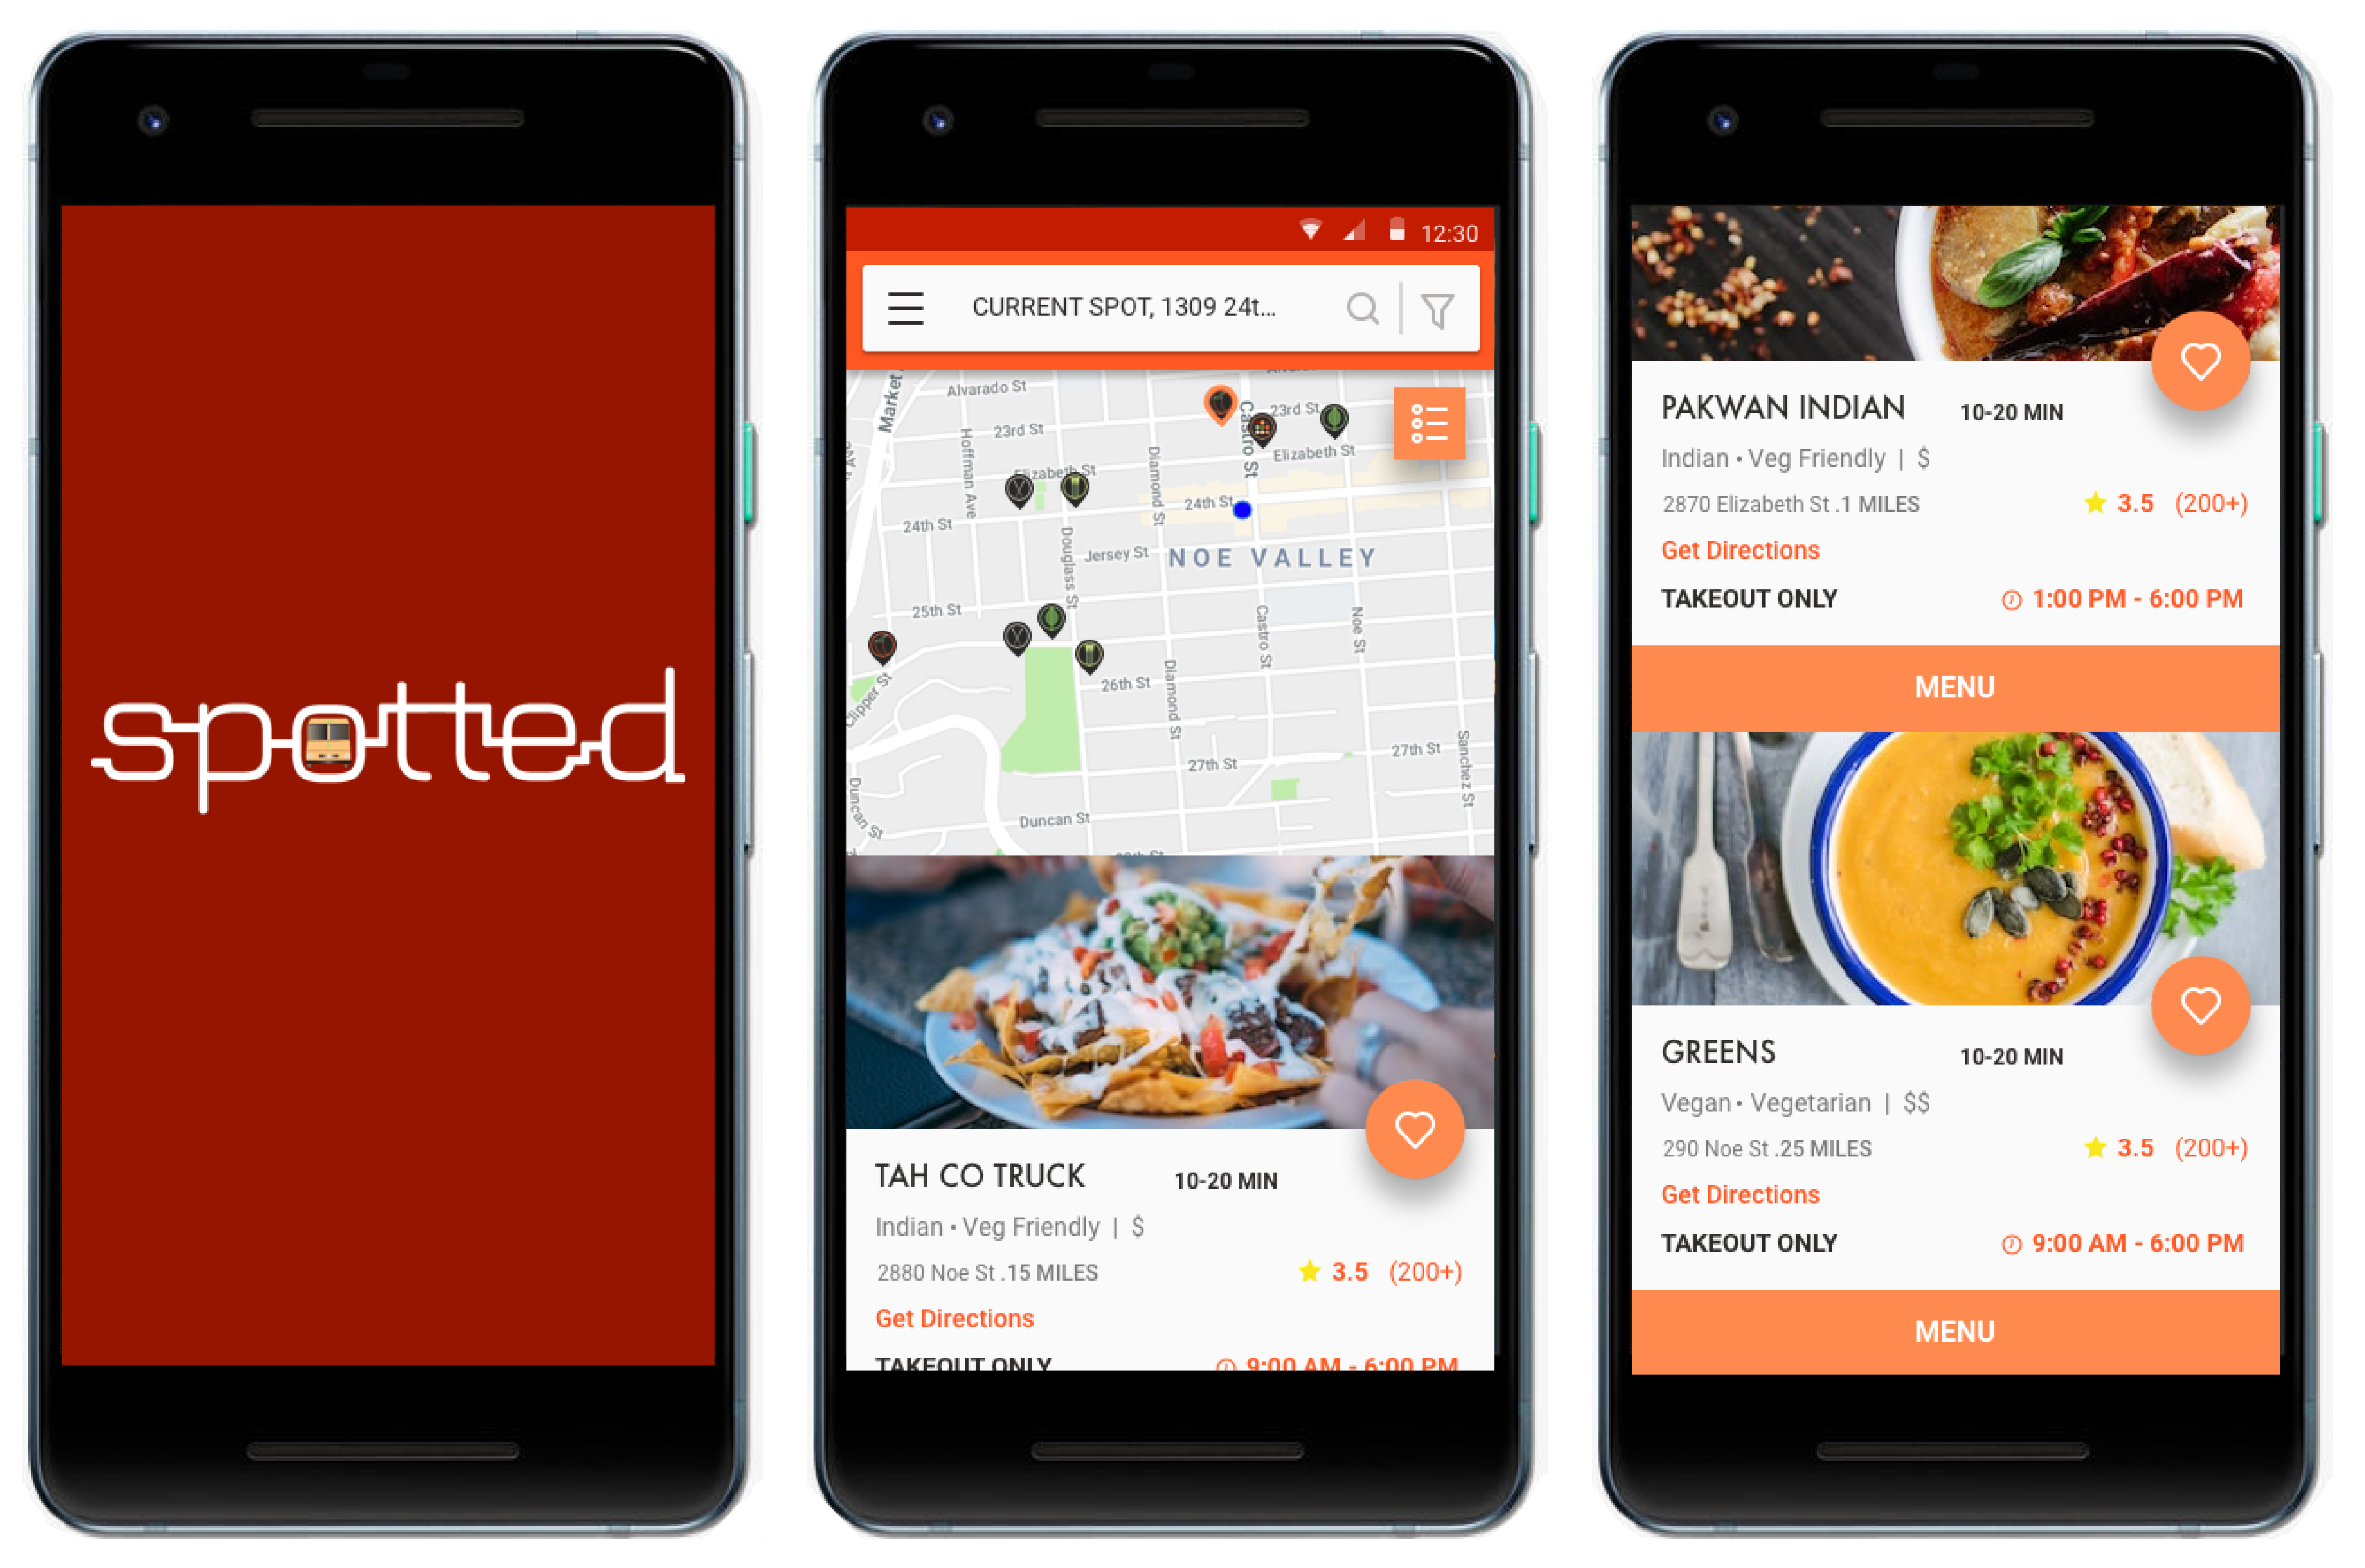 spotted
12:30
CURRENT SPOT, 1309 24t...
Market
Alvarado St
23rd St
Hoffman Ave
Elizabeth St
Diamond St
Castro St
23rd St
Elizabeth St
24th St
24th St
Douglass St
Jersey St
NOE VALLEY
25th St
Castro St
Noe St
Clipper St
26th St
Diamond St
27th St
27th St
Sanchez St
Duncan St
Duncan St
TAH CO TRUCK 10-20 MIN
Indian • Veg Friendly | $
2880 Noe St .15 MILES 3.5 (200+)
Get Directions
TAKEOUT ONLY 9:00 AM - 6:00 PM
PAKWAN INDIAN 10-20 MIN
Indian • Veg Friendly | $
2870 Elizabeth St .1 MILES 3.5 (200+)
Get Directions
TAKEOUT ONLY 1:00 PM - 6:00 PM
MENU
GREENS 10-20 MIN
Vegan • Vegetarian | $$
290 Noe St .25 MILES 3.5 (200+)
Get Directions
TAKEOUT ONLY 9:00 AM - 6:00 PM
MENU